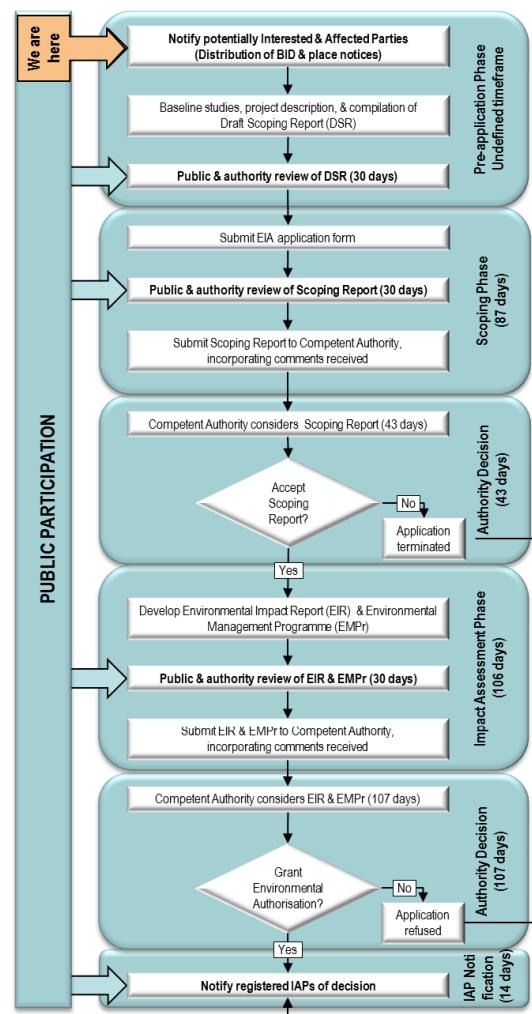 We are
here
Notify potentially Interested & Affected Parties
(Distribution of BID & place notices)
Baseline studies, project description, & compilation of
Draft Scoping Report (DSR)
Public & authority review of DSR (30 days)
Pre-application Phase
Undefined timeframe
Submit EIA application form
Public & authority review of Scoping Report (30 days)
Submit Scoping Report to Competent Authority,
incorporating comments received
Scoping Phase
(87 days)
Competent Authority considers Scoping Report (43 days)
Accept
Scoping
Report?
No
Application
terminated
Yes
Authority Decision
(43 days)
PUBLIC PARTICIPATION
Develop Environmental Impact Report (EIR) & Environmental
Management Programme (EMPr)
Public & authority review of EIR & EMPr (30 days)
Submit EIR & EMPr to Competent Authority,
incorporating comments received
Impact Assessment Phase
(106 days)
Competent Authority considers EIR & EMPr (107 days)
Grant
Environmental
Authorisation?
No
Application
refused
Yes
Authority Decision
(107 days)
Notify registered IAPs of decision
IAP Noti
fication
(14 days)